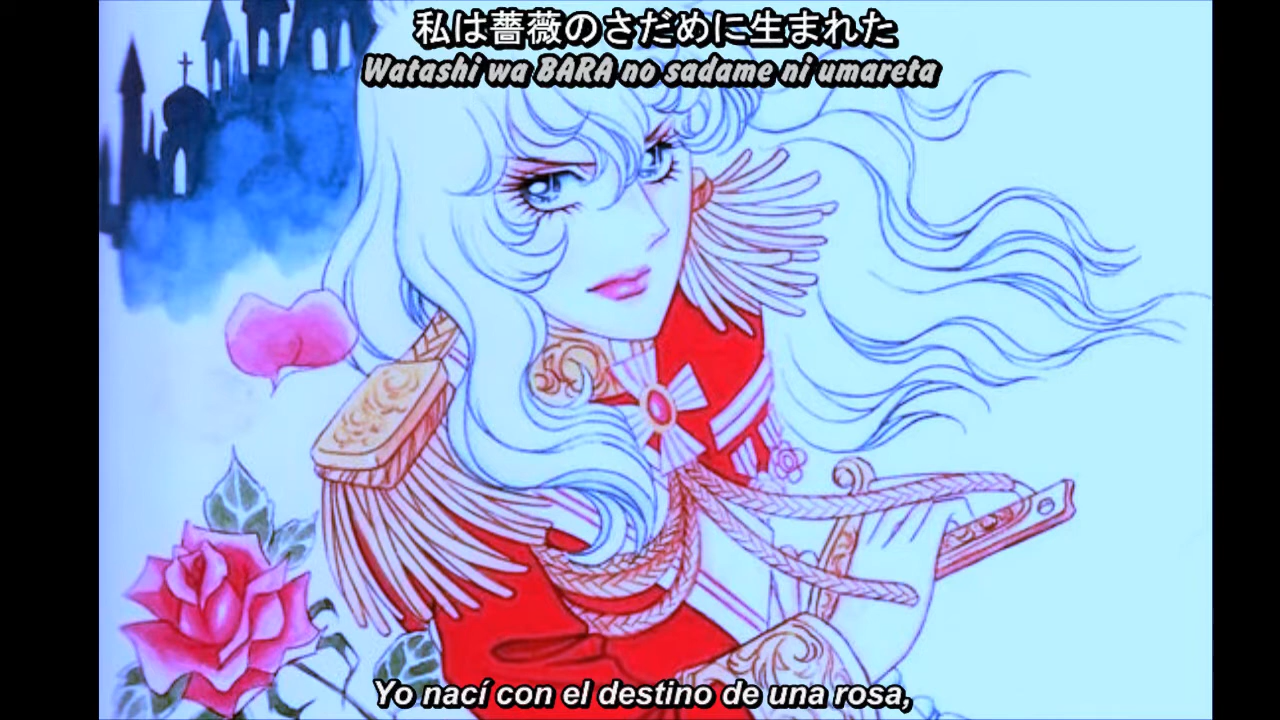 私は薔薇のさだめに生まれた
Watashi wa BARA no sadame ni umareta
Yo nací con el destino de una rosa,